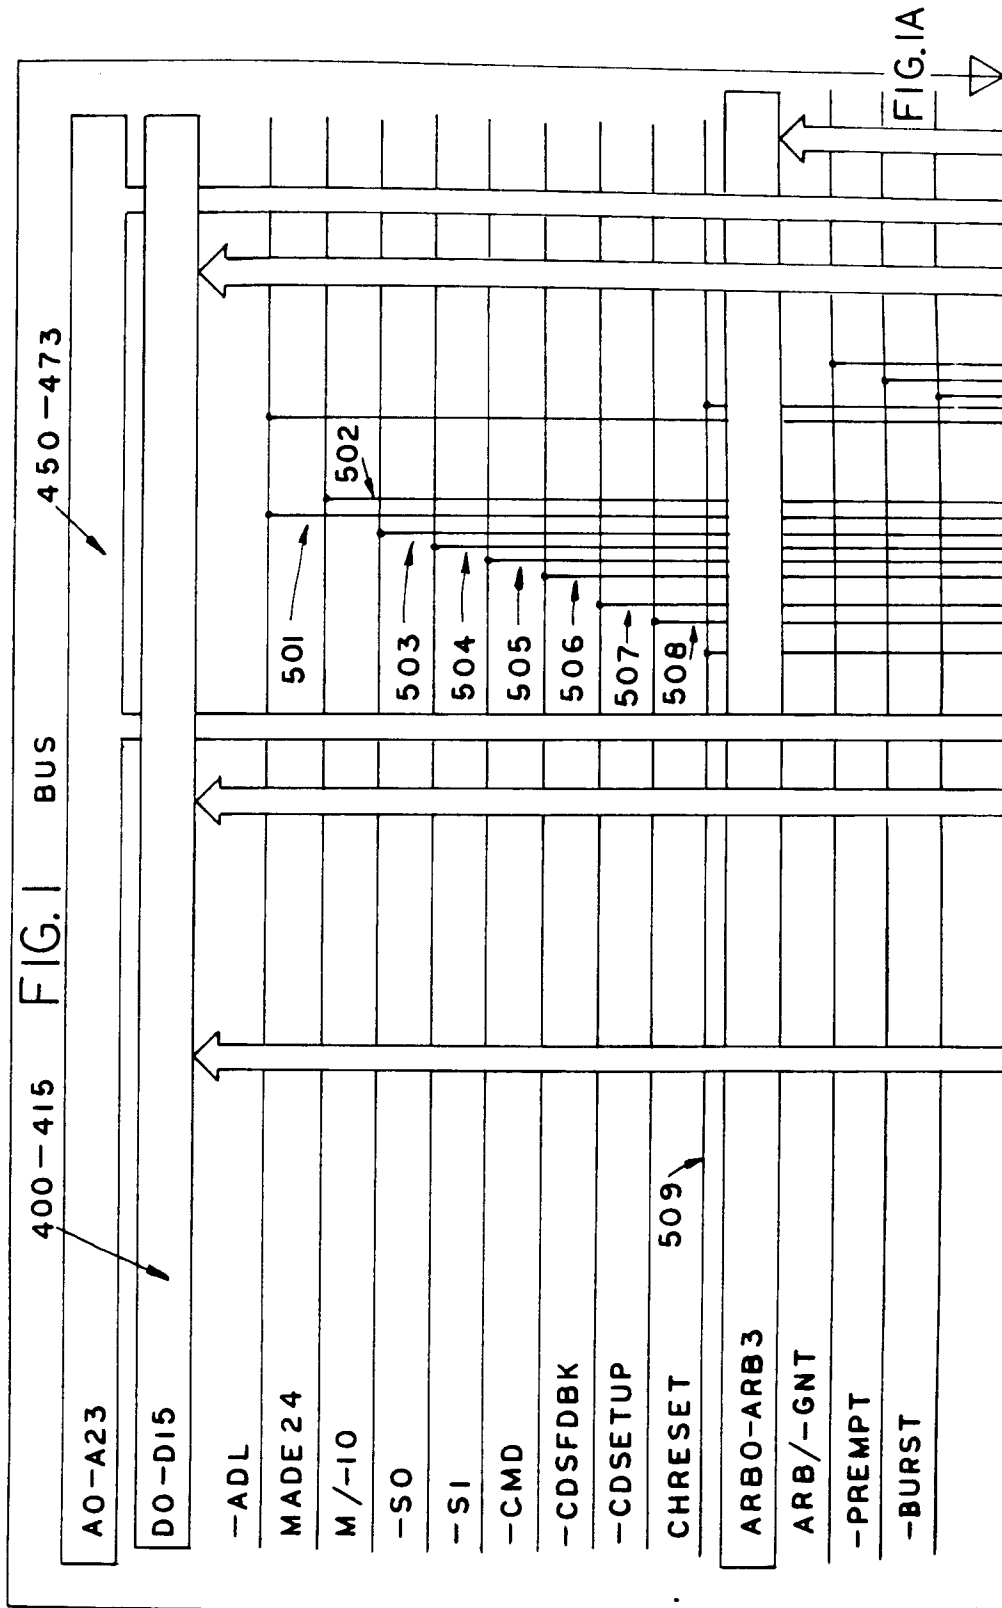 FIG. 1 BUS
400-415
450-473
A0-A23
D0-D15
-ADL
MADE 24
M/-IO
-S0
-S1
-CMD
-CDSFDBK
-CDSETUP
CHRESET
ARB0-ARB3
ARB/-GNT
-PREMPT
-BURST
501
502
503
504
505
506
507
508
509
FIG. 1A